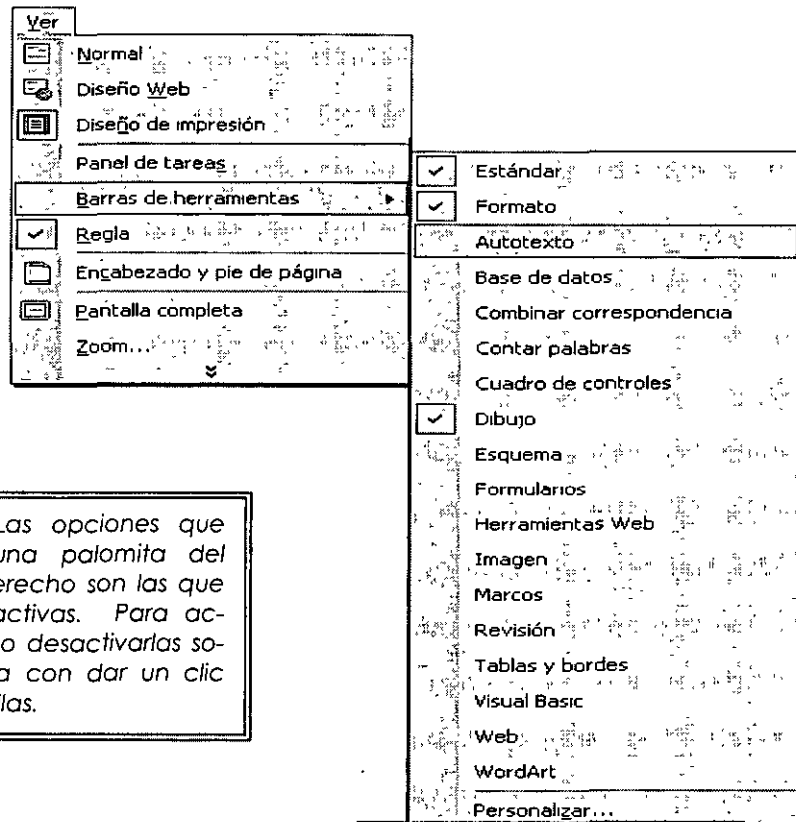 Ver
Normal
Diseño Web
Diseño de impresión
Panel de tareas
Barras de herramientas
Regla
Encabezado y pie de página
Pantalla completa
Zoom...
Estándar
Formato
Autotexto
Base de datos
Combinar correspondencia
Contar palabras
Cuadro de controles
Dibujo
Esquema
Formularios
Herramientas Web
Imagen
Marcos
Revisión
Tablas y bordes
Visual Basic
Web
WordArt
Personalizar...
Las opciones que
una palomita del
erecho son las que
activas. Para ac-
o desactivarlas so-
a con dar un clic
llas.